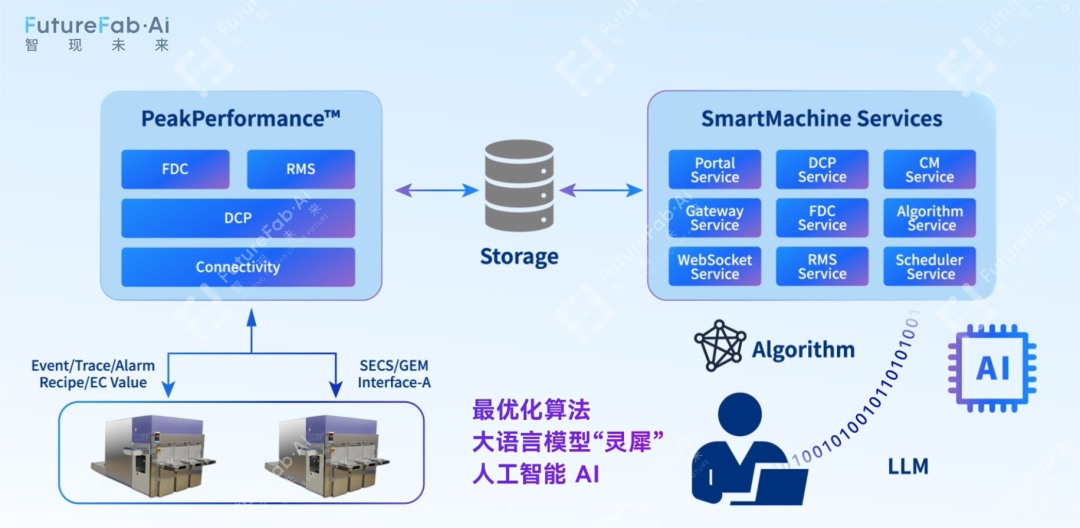 FutureFab·Ai
智现未来
PeakPerformance™
FDC
RMS
DCP
Connectivity
Storage
SmartMachine Services
Portal
Service
DCP
Service
CM
Service
Gateway
Service
FDC
Service
Algorithm
Service
WebSocket
Service
RMS
Service
Scheduler
Service
Event/Trace/Alarm
Recipe/EC Value
SECS/GEM
Interface-A
最优化算法
大语言模型“灵犀”
人工智能 AI
Algorithm
AI
LLM